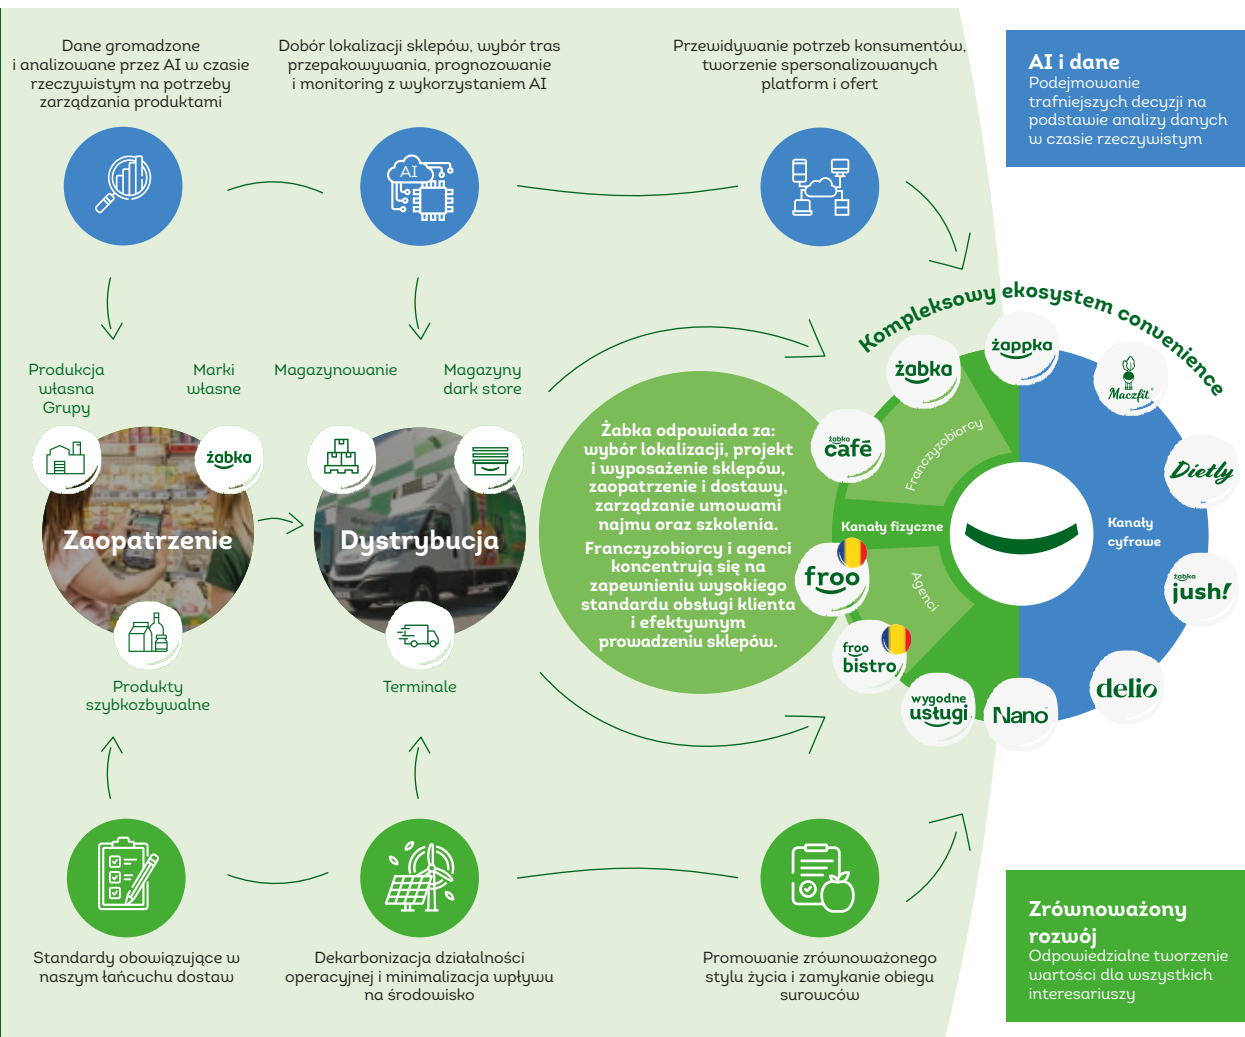 Dane gromadzone
i analizowane przez AI w czasie
rzeczywistym na potrzeby
zarządzania produktami
Dobór lokalizacji sklepów, wybór tras
przepakowywania, prognozowanie
i monitoring z wykorzystaniem AI
Przewidywanie potrzeb konsumentów,
tworzenie spersonalizowanych
platform i ofert
AI i dane
Podejmowanie
trafniejszych decyzji na
podstawie analizy danych
w czasie rzeczywistym
AI
Kompleksowy ekosystem convenience
Produkcja
własna
Grupy
Marki
własne
Magazynowanie
Magazyny
dark store
żabka
Zaopatrzenie
Dystrybucja
Produkty
szybkozbywalne
Terminale
Żabka odpowiada za:
wybór lokalizacji, projekt
i wyposażenie sklepów,
zaopatrzenie i dostawy,
zarządzanie umowami
najmu oraz szkolenia.
Franczyzobiorcy i agenci
koncentrują się na
zapewnieniu wysokiego
standardu obsługi klienta
i efektywnym
prowadzeniu sklepów.
żabka
żappka
Maczfit
żabka
café
Franczyzobiorcy
Dietly
Kanały fizyczne
Kanały
cyfrowe
froo
Agenci
żabka
jush!
froo
bistro
delio
wygodne
usługi
Nano
Standardy obowiązujące w
naszym łańcuchu dostaw
Dekarbonizacja działalności
operacyjnej i minimalizacja wpływu
na środowisko
Promowanie zrównoważonego
stylu życia i zamykanie obiegu
surowców
Zrównoważony
rozwój
Odpowiedzialne tworzenie
wartości dla wszystkich
interesariuszy